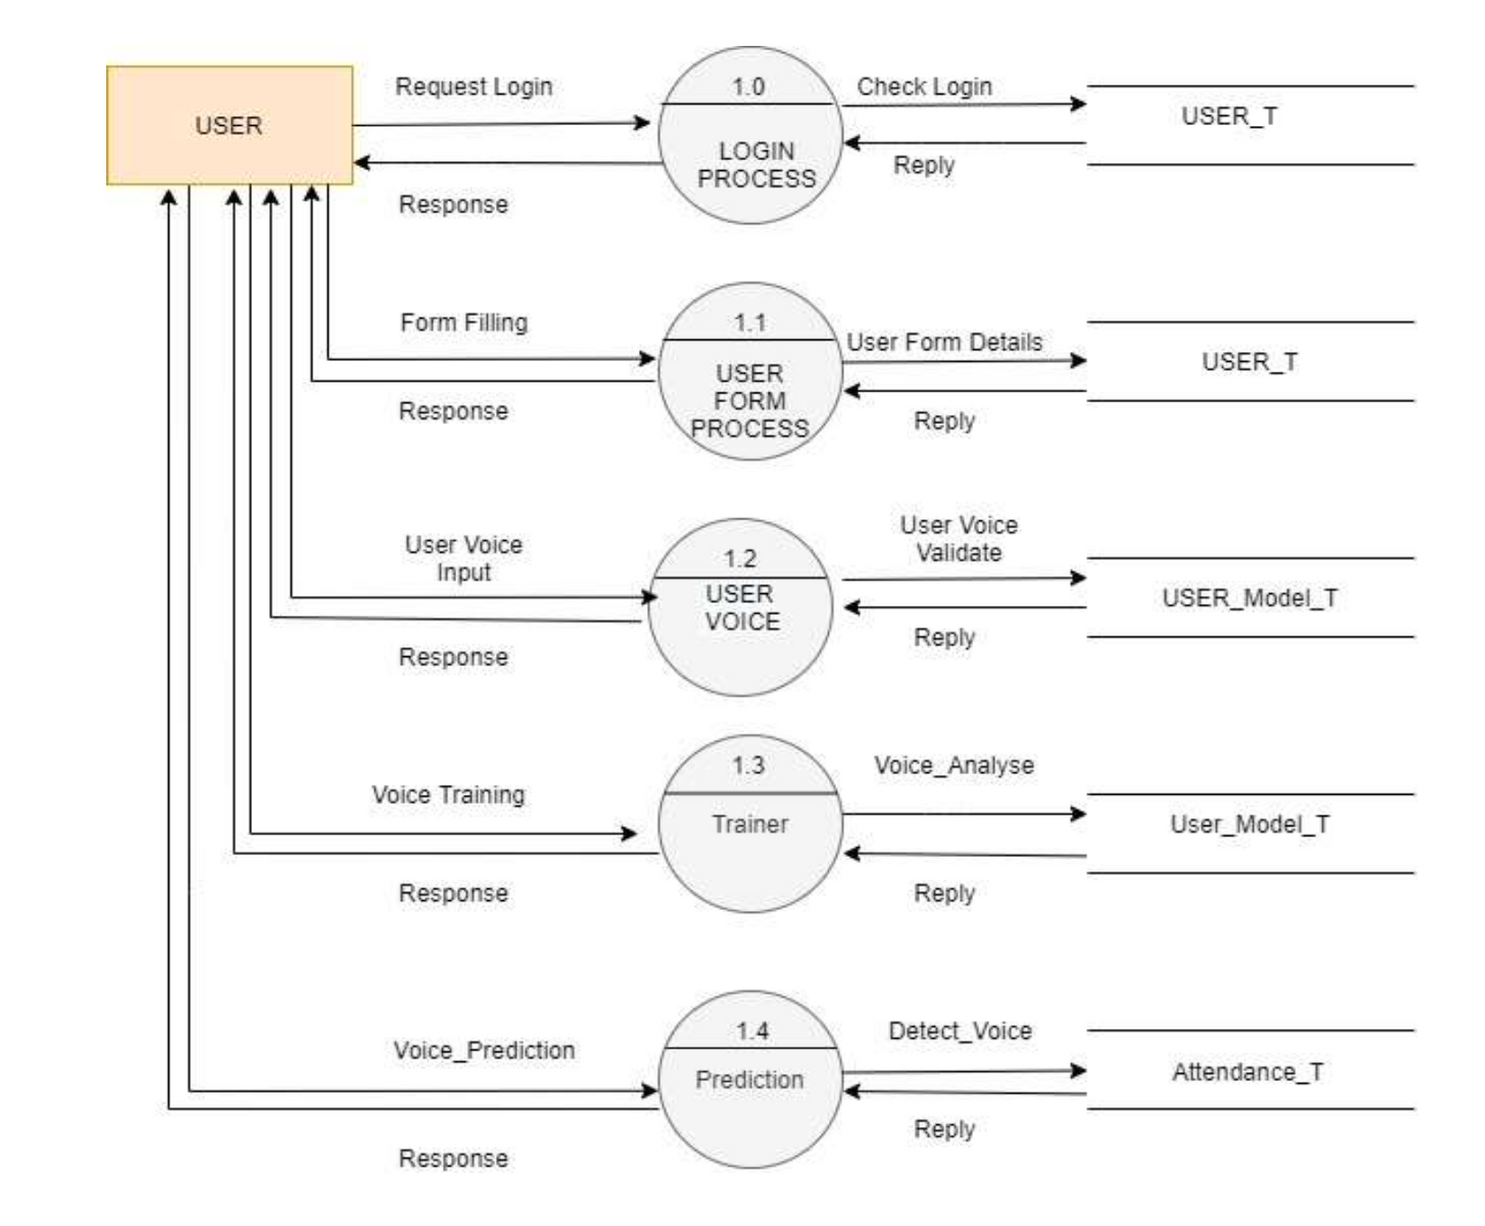 USER
Request Login
1.0
LOGIN
PROCESS
Check Login
USER_T
Reply
Response
Form Filling
1.1
USER
FORM
PROCESS
User Form Details
USER_T
Reply
Response
User Voice
Input
1.2
USER
VOICE
User Voice
Validate
USER_Model_T
Reply
Response
Voice Training
1.3
Trainer
Voice_Analyse
User_Model_T
Reply
Response
Voice_Prediction
1.4
Prediction
Detect_Voice
Attendance_T
Reply
Response